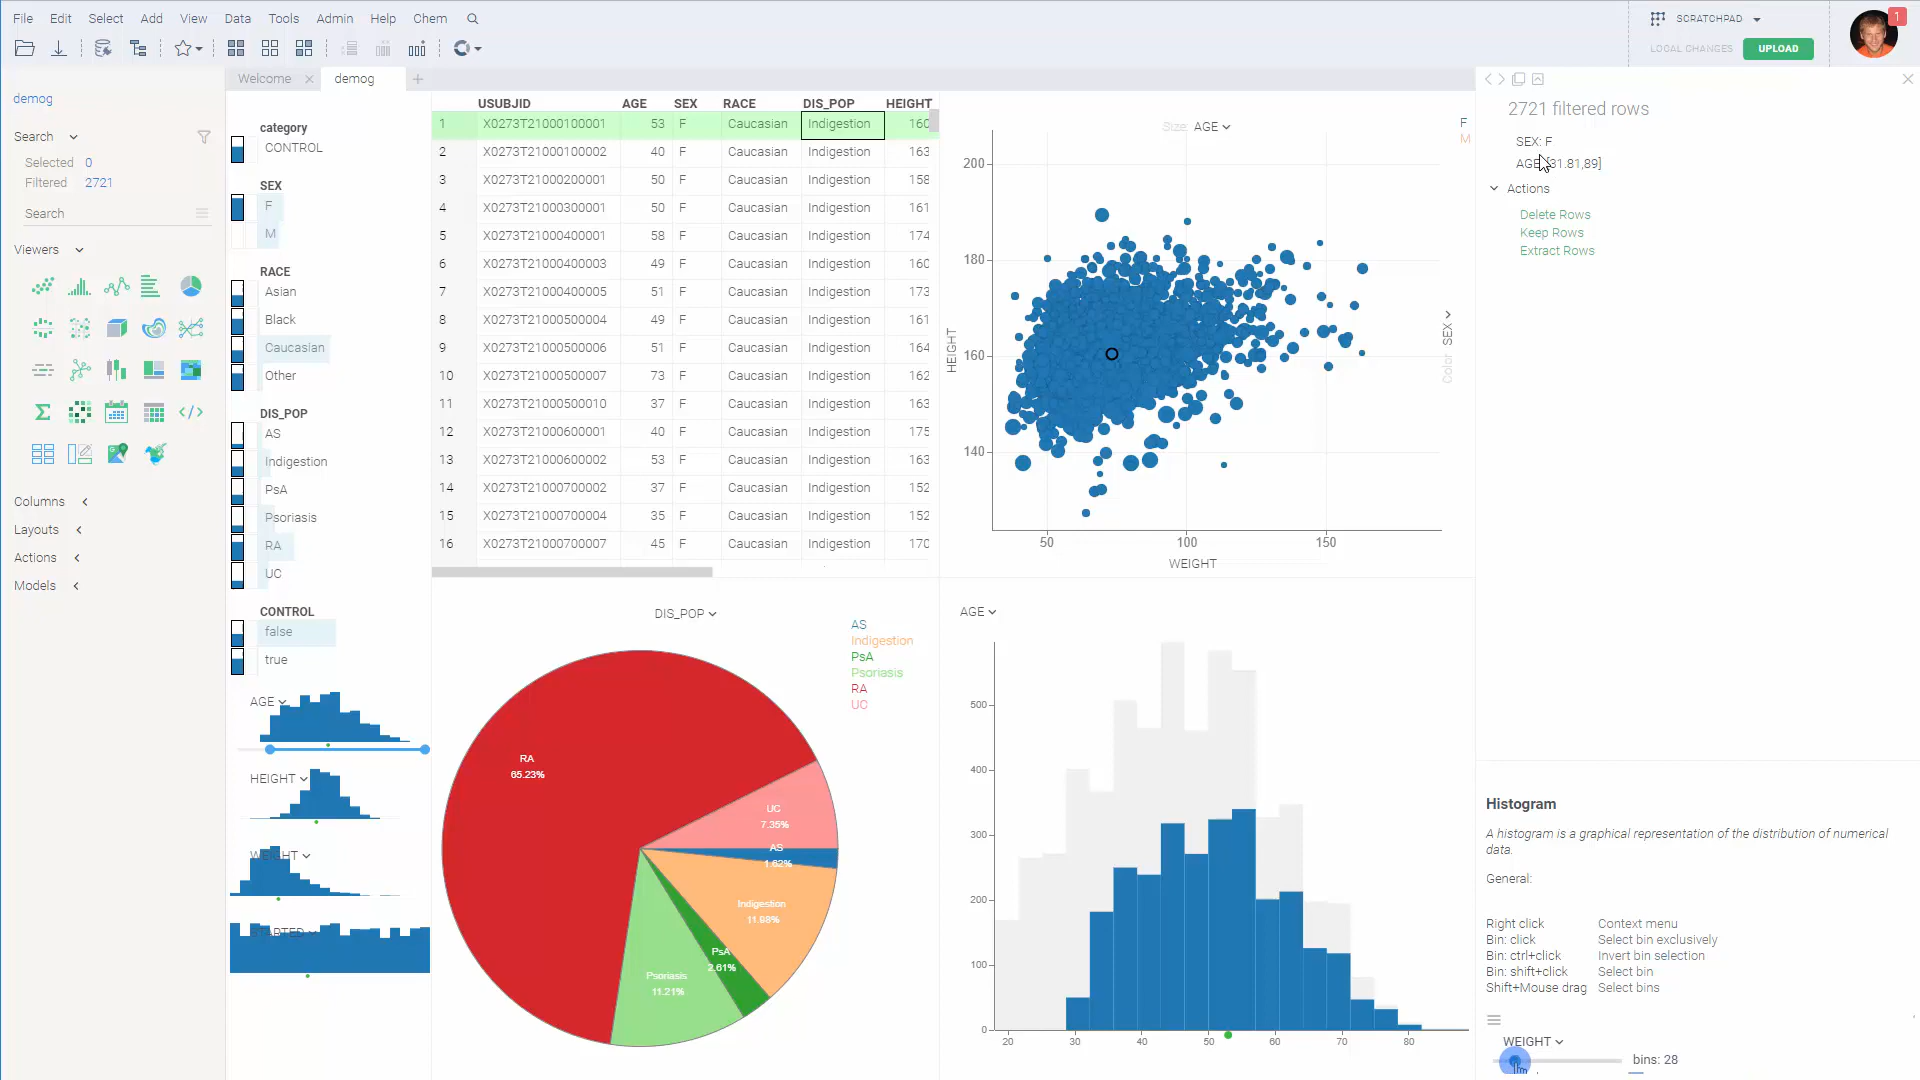 File Edit Select Add View Data Tools Admin Help Chem
SCRATCHPAD
1
LOCAL CHANGES UPLOAD
Welcome demog
demog
Search
Selected 0
Filtered 2721
Search
Viewers
Columns
Layouts
Actions
Models
category
CONTROL
SEX
F
M
RACE
Asian
Black
Caucasian
Other
DIS_POP
AS
Indigestion
PsA
Psoriasis
RA
UC
CONTROL
false
true
AGE
HEIGHT
WEIGHT
STARTED
USUBJID AGE SEX RACE DIS_POP HEIGHT
1 X0273T21000100001 53 F Caucasian Indigestion 160
2 X0273T21000100002 40 F Caucasian Indigestion 163
3 X0273T21000200001 50 F Caucasian Indigestion 158
4 X0273T21000300001 50 F Caucasian Indigestion 161
5 X0273T21000400001 58 F Caucasian Indigestion 174
6 X0273T21000400003 49 F Caucasian Indigestion 160
7 X0273T21000400005 51 F Caucasian Indigestion 173
8 X0273T21000500004 49 F Caucasian Indigestion 161
9 X0273T21000500006 51 F Caucasian Indigestion 164
10 X0273T21000500007 73 F Caucasian Indigestion 162
11 X0273T21000500010 37 F Caucasian Indigestion 163
12 X0273T21000600001 40 F Caucasian Indigestion 175
13 X0273T21000600002 53 F Caucasian Indigestion 163
14 X0273T21000700002 37 F Caucasian Indigestion 152
15 X0273T21000700004 35 F Caucasian Indigestion 152
16 X0273T21000700007 45 F Caucasian Indigestion 170
Size: AGE
F
M
200
180
160
140
HEIGHT
Color SEX
50 100 150
WEIGHT
DIS_POP
AS
Indigestion
PsA
Psoriasis
RA
UC
RA
65.23%
UC
7.35%
AS
1.62%
Indigestion
11.98%
PsA
2.61%
Psoriasis
11.21%
AGE
500
400
300
200
100
0
20 30 40 50 60 70 80
2721 filtered rows
SEX: F
AGE [31.81,89]
Actions
Delete Rows
Keep Rows
Extract Rows
Histogram
A histogram is a graphical representation of the distribution of numerical
data.
General:
Right click Context menu
Bin: click Select bin exclusively
Bin: ctrl+click Invert bin selection
Bin: shift+click Select bin
Shift+Mouse drag Select bins
WEIGHT
bins: 28